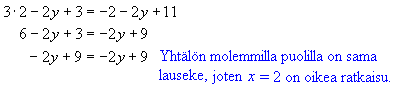 3·2 − 2y + 3 = −2 − 2y + 11
6 − 2y + 3 = −2y + 9
− 2y + 9 = −2y + 9 Yhtälön molemmilla puolilla on sama
lauseke, joten x = 2 on oikea ratkaisu.